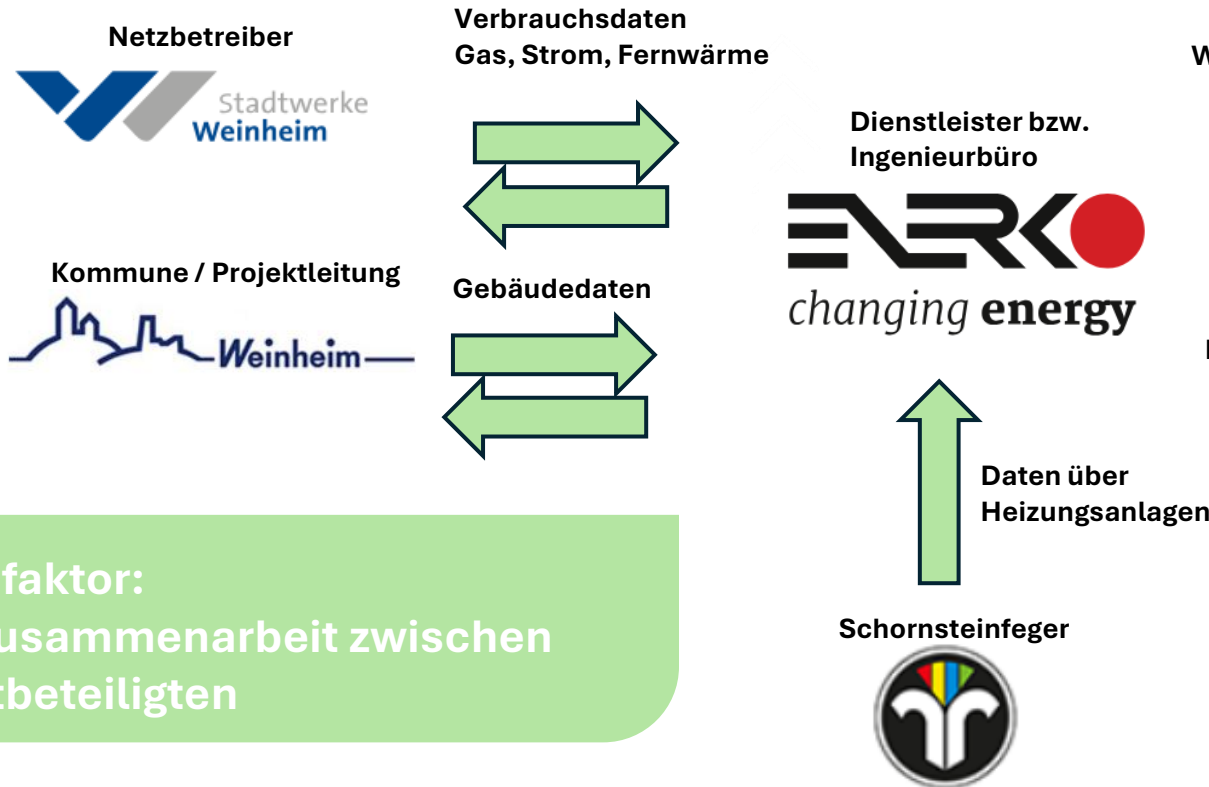 Netzbetreiber
Stadtwerke
Weinheim
Verbrauchsdaten
Gas, Strom, Fernwärme
W
Dienstleister bzw.
Ingenieurbüro
ENERKO
changing energy
Kommune / Projektleitung
Weinheim
Gebäudedaten
Daten über
Heizungsanlagen
faktor:
usammenarbeit zwischen
tbeteiligten
Schornsteinfeger